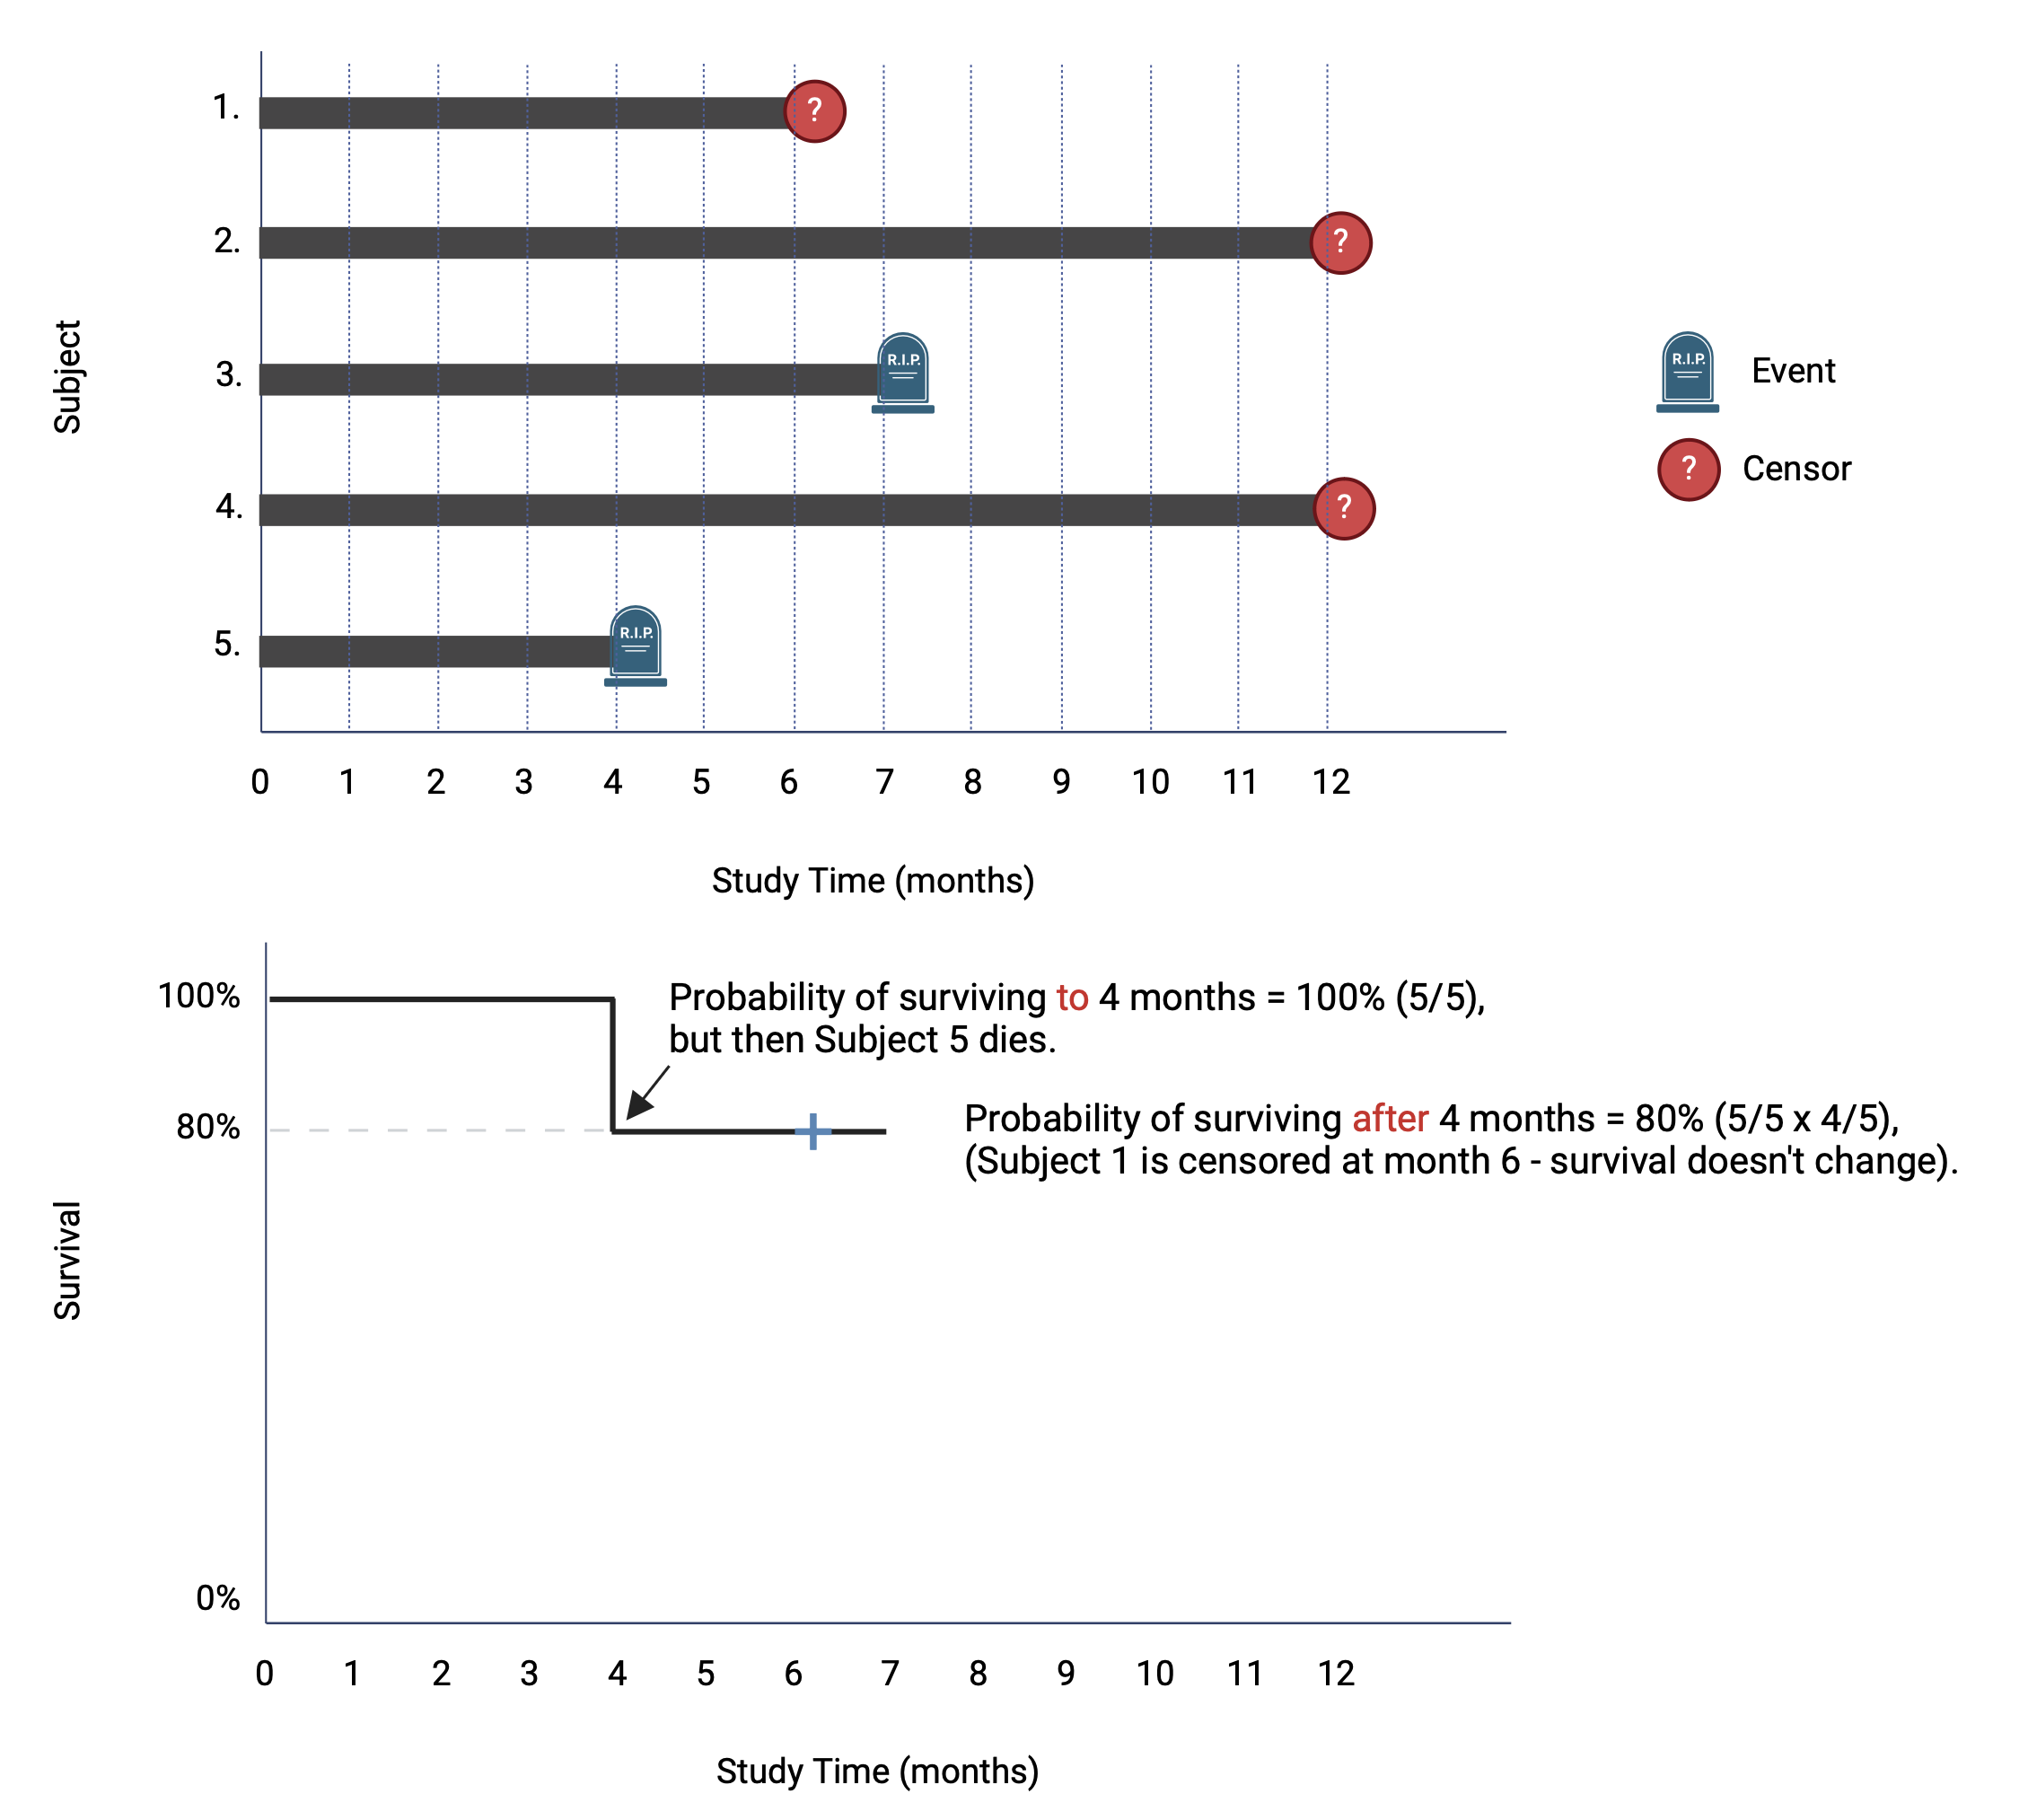 1.
?
2.
?
3.
R.I.P.
R.I.P. Event
? Censor
4.
?
5.
R.I.P.
Subject
0 1 2 3 4 5 6 7 8 9 10 11 12
Study Time (months)
100%
Probability of surviving to 4 months = 100% (5/5),
but then Subject 5 dies.
80%
Probability of surviving after 4 months = 80% (5/5 x 4/5),
(Subject 1 is censored at month 6 - survival doesn't change).
Survival
0%
0 1 2 3 4 5 6 7 8 9 10 11 12
Study Time (months)